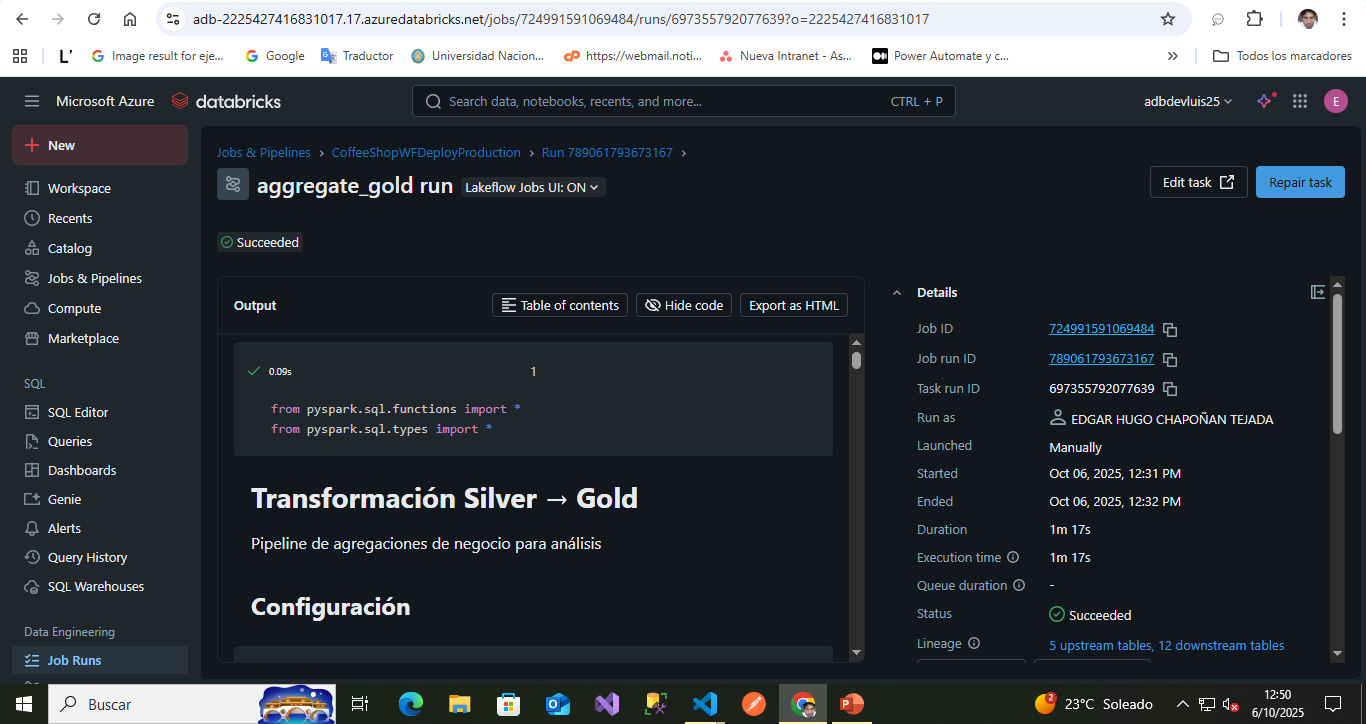 adb-2225427416831017.17.azuredatabricks.net/jobs/724991591069484/runs/697355792077639?o=2225427416831017
L'
Image result for eje...
Google
Traductor
Universidad Nacion...
https://webmail.noti...
Nueva Intranet - As...
Power Automate y c...
»
Todos los marcadores
Microsoft Azure
databricks
Search data, notebooks, recents, and more...
CTRL + P
adbdevluis25
E
New
Workspace
Recents
Catalog
Jobs & Pipelines
Compute
Marketplace
SQL
SQL Editor
Queries
Dashboards
Genie
Alerts
Query History
SQL Warehouses
Data Engineering
Job Runs
Jobs & Pipelines › CoffeeShopWFDeployProduction › Run 789061793673167 ›
aggregate_gold run
Lakeflow Jobs UI: ON
Edit task
Repair task
Succeeded
Output
Table of contents
Hide code
Export as HTML
0.09s
1
from pyspark.sql.functions import *
from pyspark.sql.types import *
Transformación Silver → Gold
Pipeline de agregaciones de negocio para análisis
Configuración
Details
Job ID 724991591069484
Job run ID 789061793673167
Task run ID 697355792077639
Run as EDGAR HUGO CHAPOÑAN TEJADA
Launched Manually
Started Oct 06, 2025, 12:31 PM
Ended Oct 06, 2025, 12:32 PM
Duration 1m 17s
Execution time 1m 17s
Queue duration -
Status Succeeded
Lineage 5 upstream tables, 12 downstream tables
Buscar
2
23°C Soleado
12:50
6/10/2025